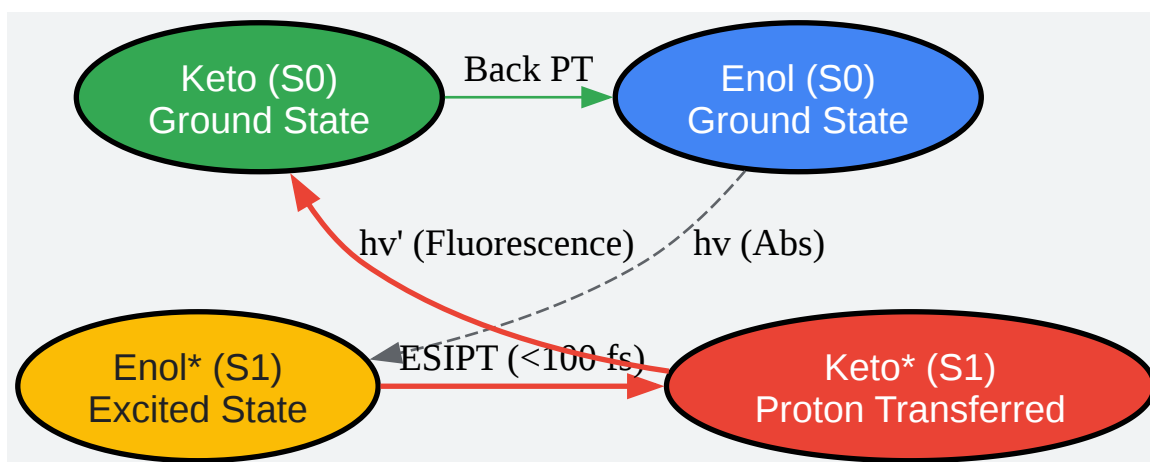 Keto (S0)
Ground State
Back PT
Enol (S0)
Ground State
hv' (Fluorescence)
hv (Abs)
Enol* (S1)
Excited State
ESIPT (<100 fs)
Keto* (S1)
Proton Transferred